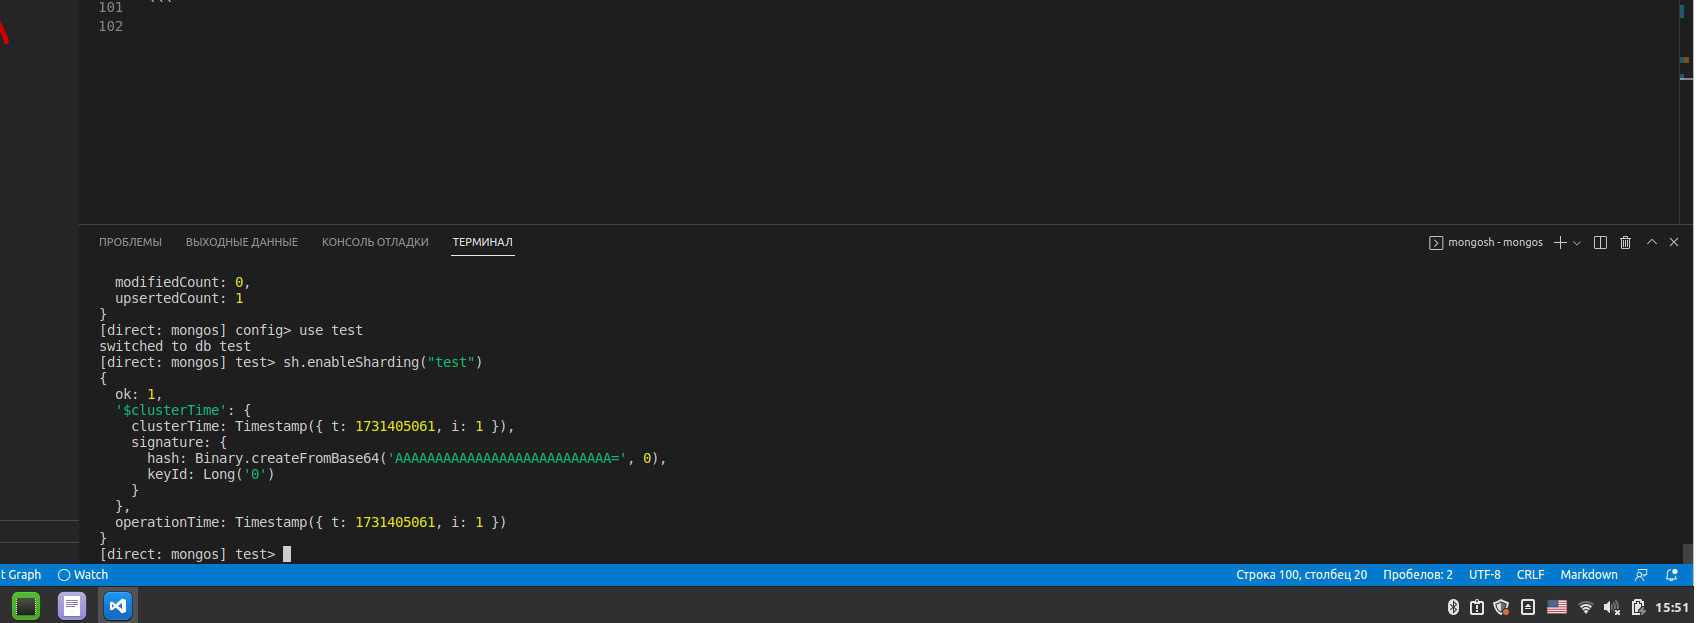 101 ```
102
ПРОБЛЕМЫ ВЫХОДНЫЕ ДАННЫЕ КОНСОЛЬ ОТЛАДКИ ТЕРМИНАЛ mongosh - mongos
modifiedCount: 0,
upsertedCount: 1
}
[direct: mongos] config> use test
switched to db test
[direct: mongos] test> sh.enableSharding("test")
{
ok: 1,
'$clusterTime': {
clusterTime: Timestamp({ t: 1731405061, i: 1 }),
signature: {
hash: Binary.createFromBase64('AAAAAAAAAAAAAAAAAAAAAAAAAAA=', 0),
keyId: Long('0')
}
},
operationTime: Timestamp({ t: 1731405061, i: 1 })
}
[direct: mongos] test>
t Graph Watch Строка 100, столбец 20 Пробелов: 2 UTF-8 CRLF Markdown
15:51